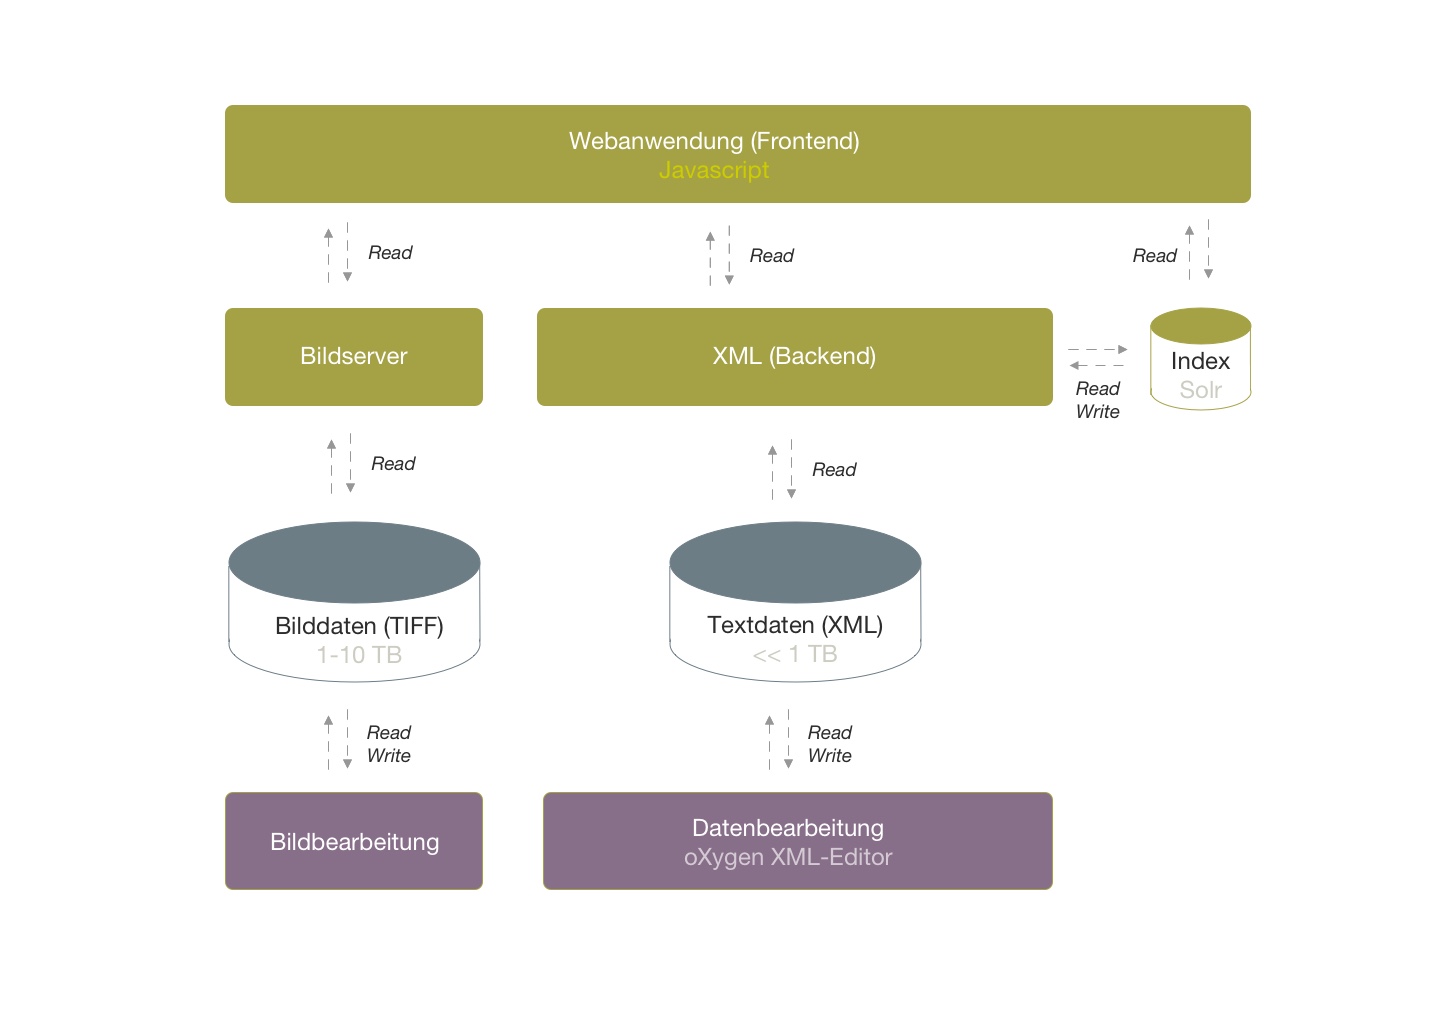 Webanwendung (Frontend)
Javascript
Read
Read
Read
Bildserver
XML (Backend)
Index
Solr
Read
Write
Read
Read
Bilddaten (TIFF)
1-10 TB
Textdaten (XML)
<< 1 TB
Read
Write
Read
Write
Bildbearbeitung
Datenbearbeitung
oXygen XML-Editor